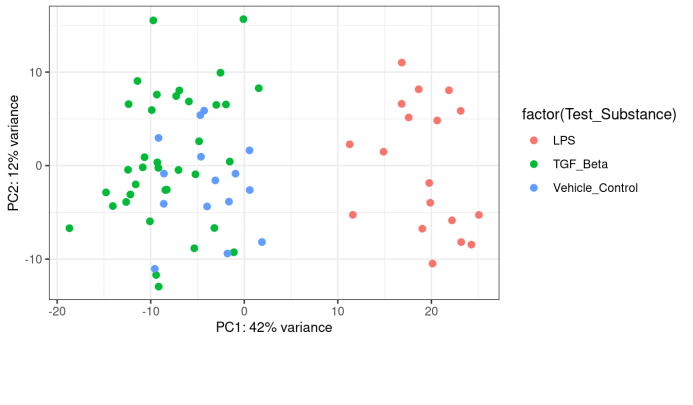 10
0
-10
PC2: 12% variance
-20
-10
0
10
20
PC1: 42% variance
factor(Test_Substance)
LPS
TGF_Beta
Vehicle_Control